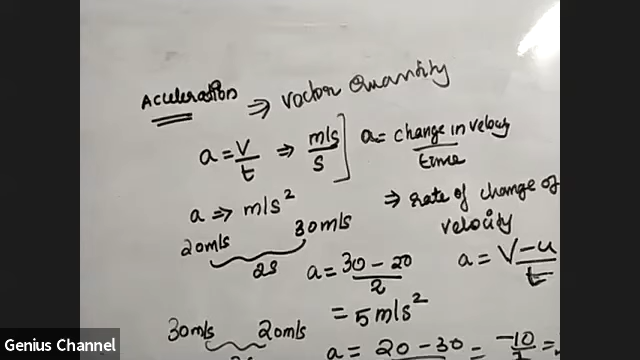 Acceleration ⇒ vector Quantity
a = V/t ⇒ m/s/s ] a = change in velocity/time
a ⇒ m/s²
⇒ rate of change of velocity
20m/s 30m/s
2s
a = 30 - 20/2
a = V-u/t
= 5 m/s²
30m/s 20m/s
a = 20 - 30 = -10 =
Genius Channel